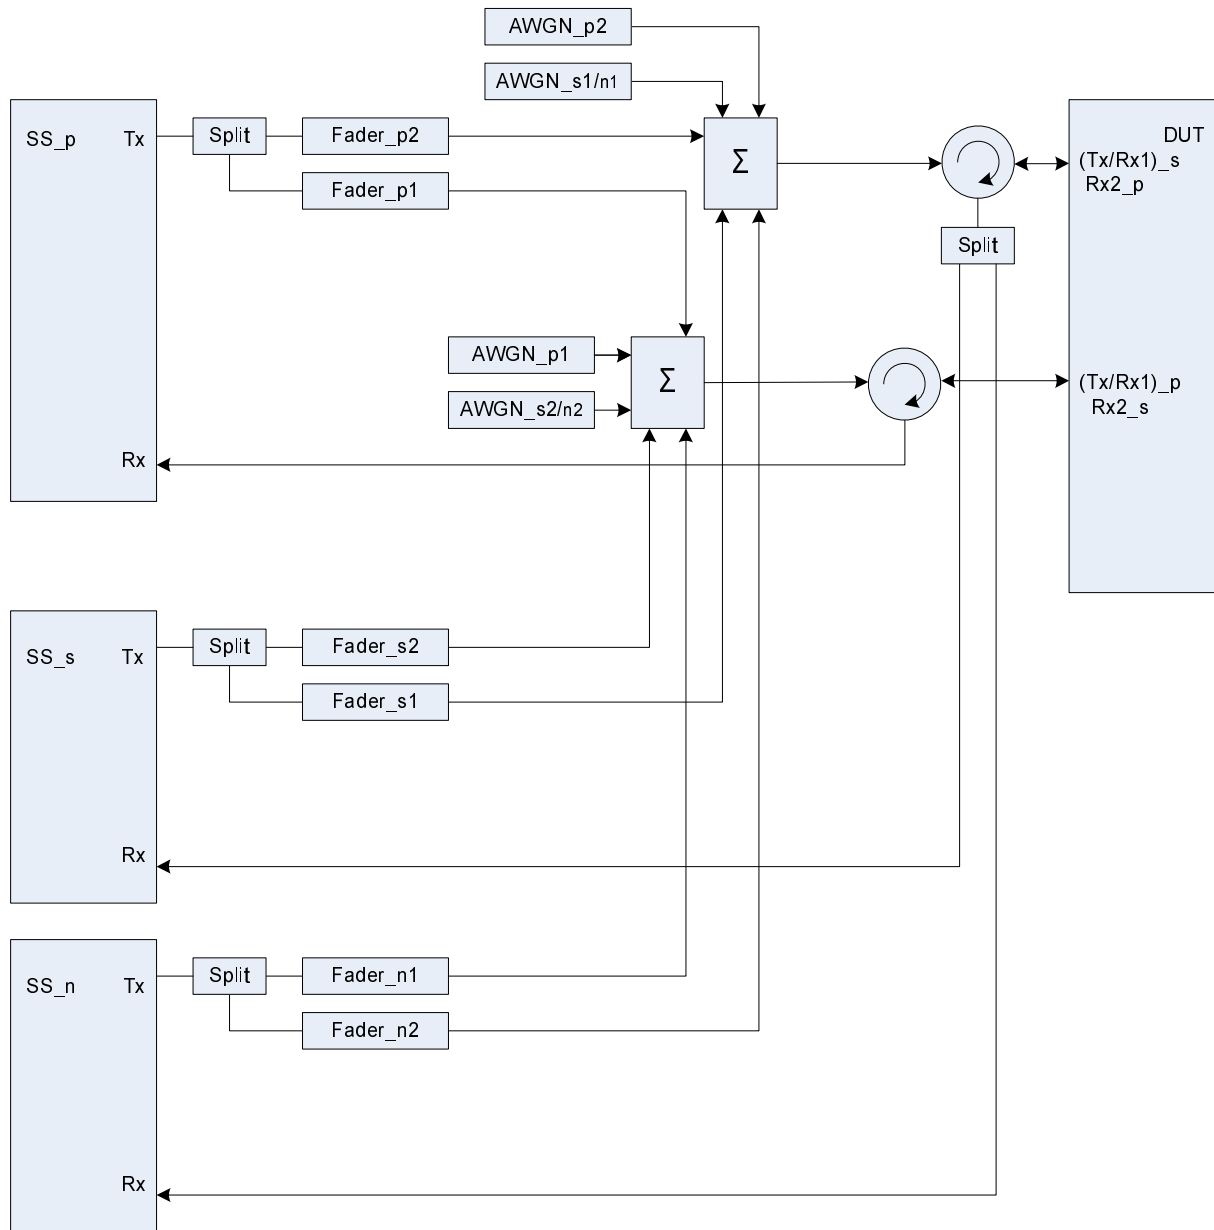 AWGN_p2
AWGN_s1/n1
SS_p
Tx
Split
Fader_p2
Fader_p1
Σ
DUT
(Tx/Rx1)_s
Rx2_p
Split
AWGN_p1
AWGN_s2/n2
Σ
(Tx/Rx1)_p
Rx2_s
Rx
SS_s
Tx
Split
Fader_s2
Fader_s1
Rx
SS_n
Tx
Split
Fader_n1
Fader_n2
Rx